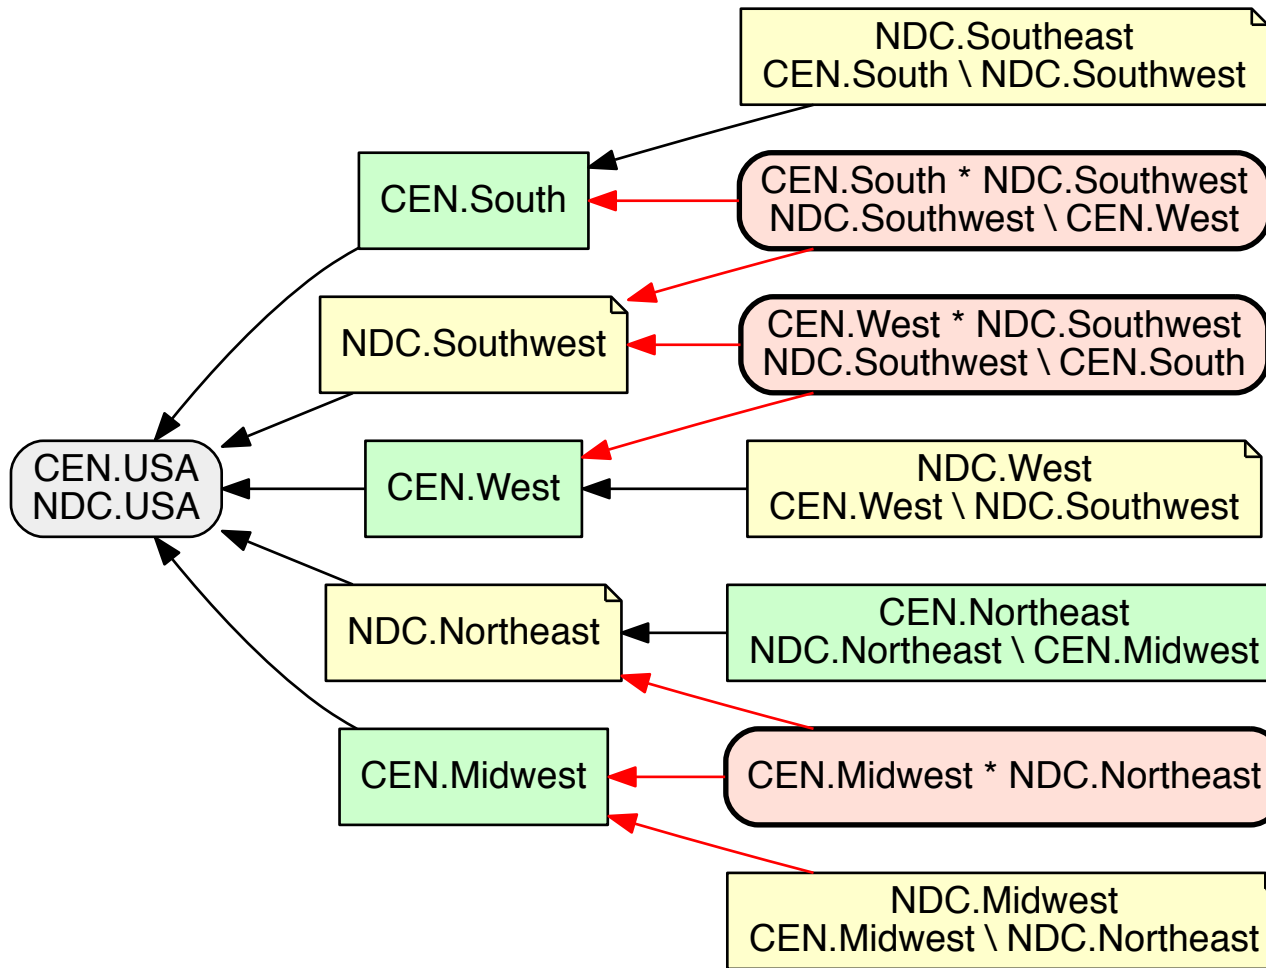 NDC.Southeast
CEN.South \ NDC.Southwest
CEN.South
CEN.South * NDC.Southwest
NDC.Southwest \ CEN.West
NDC.Southwest
CEN.West * NDC.Southwest
NDC.Southwest \ CEN.South
CEN.USA
NDC.USA
CEN.West
NDC.West
CEN.West \ NDC.Southwest
NDC.Northeast
CEN.Northeast
NDC.Northeast \ CEN.Midwest
CEN.Midwest
CEN.Midwest * NDC.Northeast
NDC.Midwest
CEN.Midwest \ NDC.Northeast